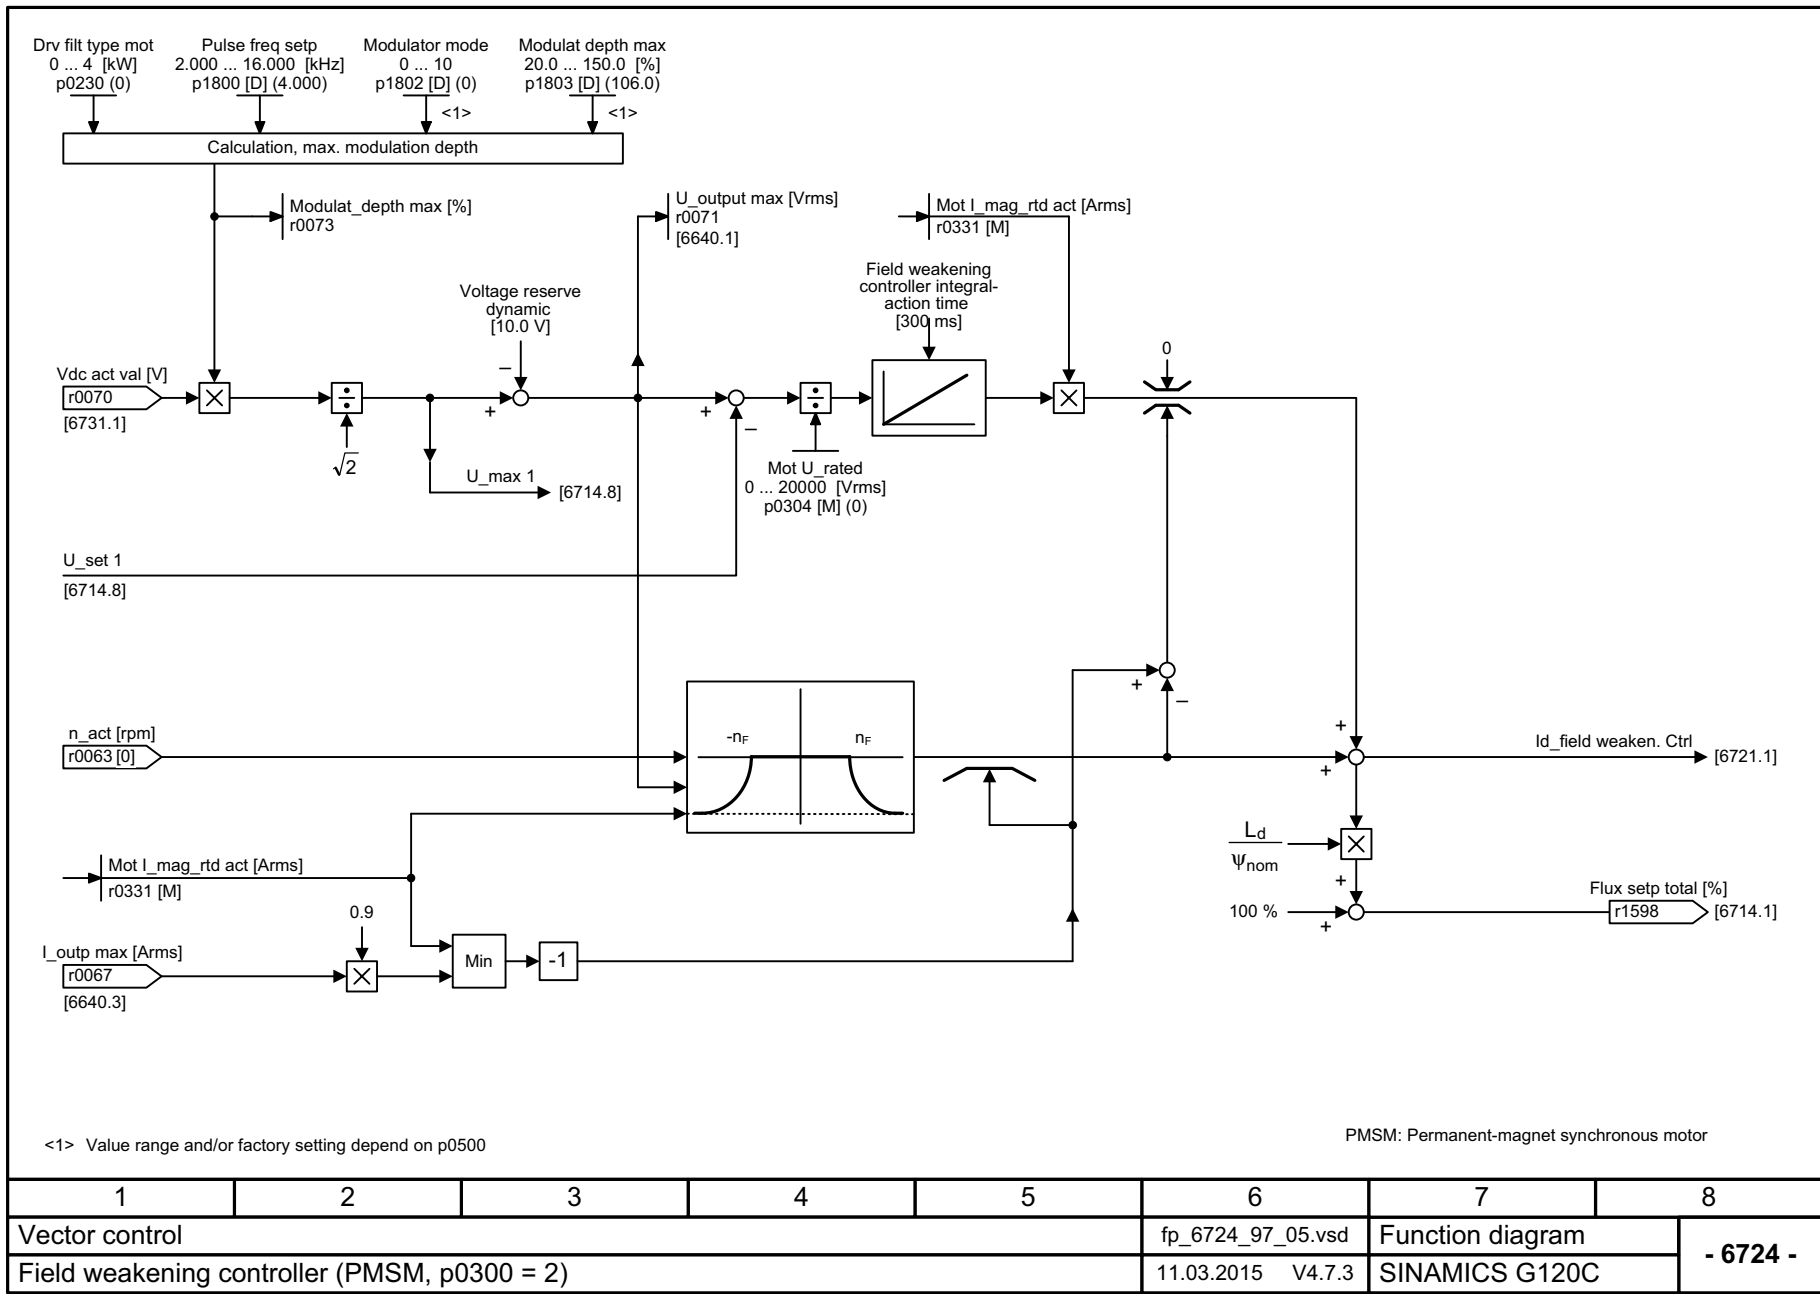 Drv filt type mot
0 ... 4 [kW]
p0230 (0)
Pulse freq setp
2.000 ... 16.000 [kHz]
p1800 [D] (4.000)
Modulator mode
0 ... 10
p1802 [D] (0)
<1>
Modulat depth max
20.0 ... 150.0 [%]
p1803 [D] (106.0)
<1>
Calculation, max. modulation depth
Modulat_depth max [%]
r0073
U_output max [Vrms]
r0071
[6640.1]
Mot I_mag_rtd act [Arms]
r0331 [M]
Field weakening
controller integral-
action time
[300 ms]
Voltage reserve
dynamic
[10.0 V]
–
0
Vdc act val [V]
r0070
[6731.1]
×
÷
√2
+
U_max 1
[6714.8]
+
–
÷
Mot U_rated
0 ... 20000 [Vrms]
p0304 [M] (0)
×
U_set 1
[6714.8]
+
–
n_act [rpm]
r0063 [0]
-nF
nF
+
+
Id_field weaken. Ctrl
[6721.1]
Ld
Ψnom
×
Mot I_mag_rtd act [Arms]
r0331 [M]
+
100 %
+
Flux setp total [%]
r1598
[6714.1]
0.9
I_outp max [Arms]
r0067
[6640.3]
×
Min
-1
<1> Value range and/or factory setting depend on p0500
PMSM: Permanent-magnet synchronous motor
1 2 3 4 5 6 7 8
Vector control
fp_6724_97_05.vsd
Function diagram
- 6724 -
Field weakening controller (PMSM, p0300 = 2)
11.03.2015 V4.7.3
SINAMICS G120C